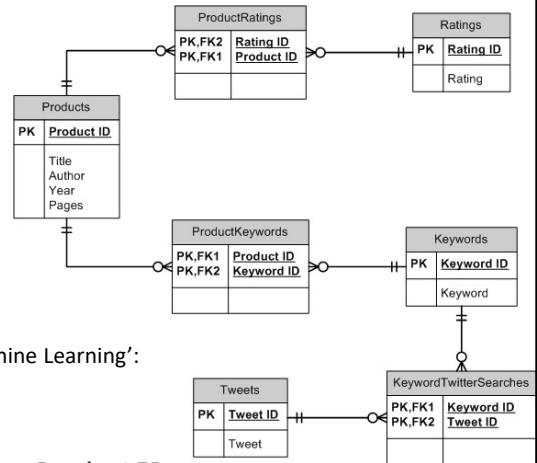 ProductRatings
PK,FK2 Rating ID
PK,FK1 Product ID
Ratings
PK Rating ID
Rating
Products
PK Product ID
Title
Author
Year
Pages
ProductKeywords
PK,FK1 Product ID
PK,FK2 Keyword ID
Keywords
PK Keyword ID
Keyword
Learning’:
Tweets
PK Tweet ID
Tweet
KeywordTwitterSearches
PK,FK1 Keyword ID
PK,FK2 Tweet ID